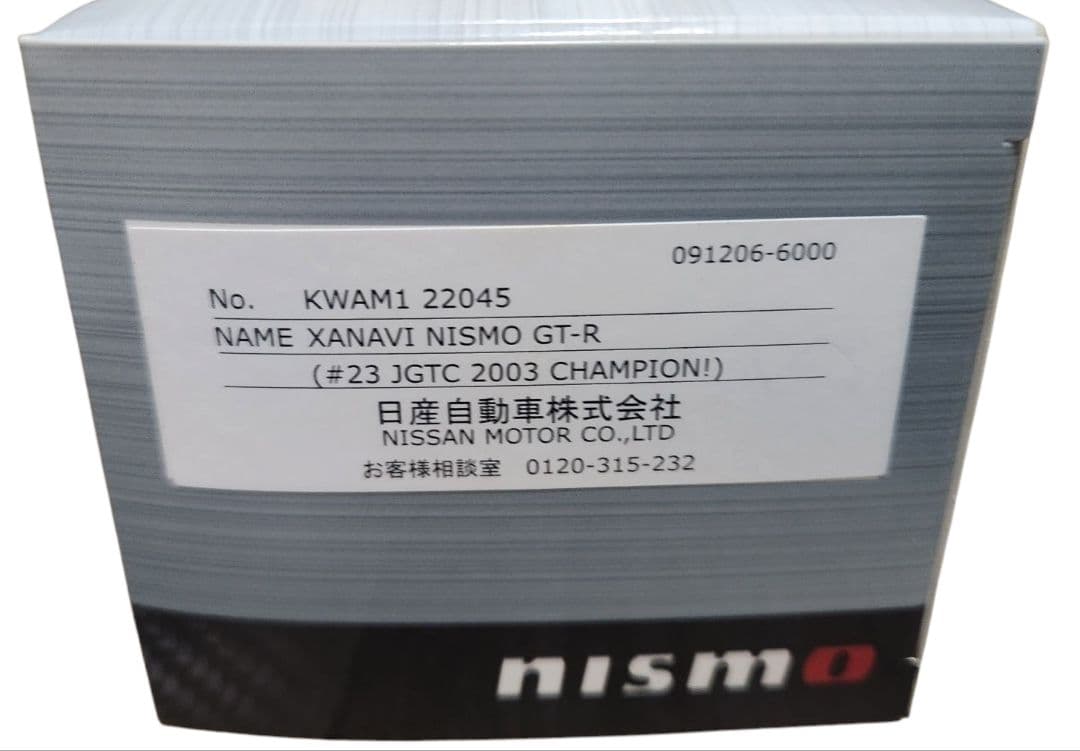 091206-6000
No. KWAM1 22045
NAME XANAVI NISMO GT-R
(#23 JGTC 2003 CHAMPION!)
日産自動車株式会社
NISSAN MOTOR CO.,LTD
お客様相談室 0120-315-232
nismo